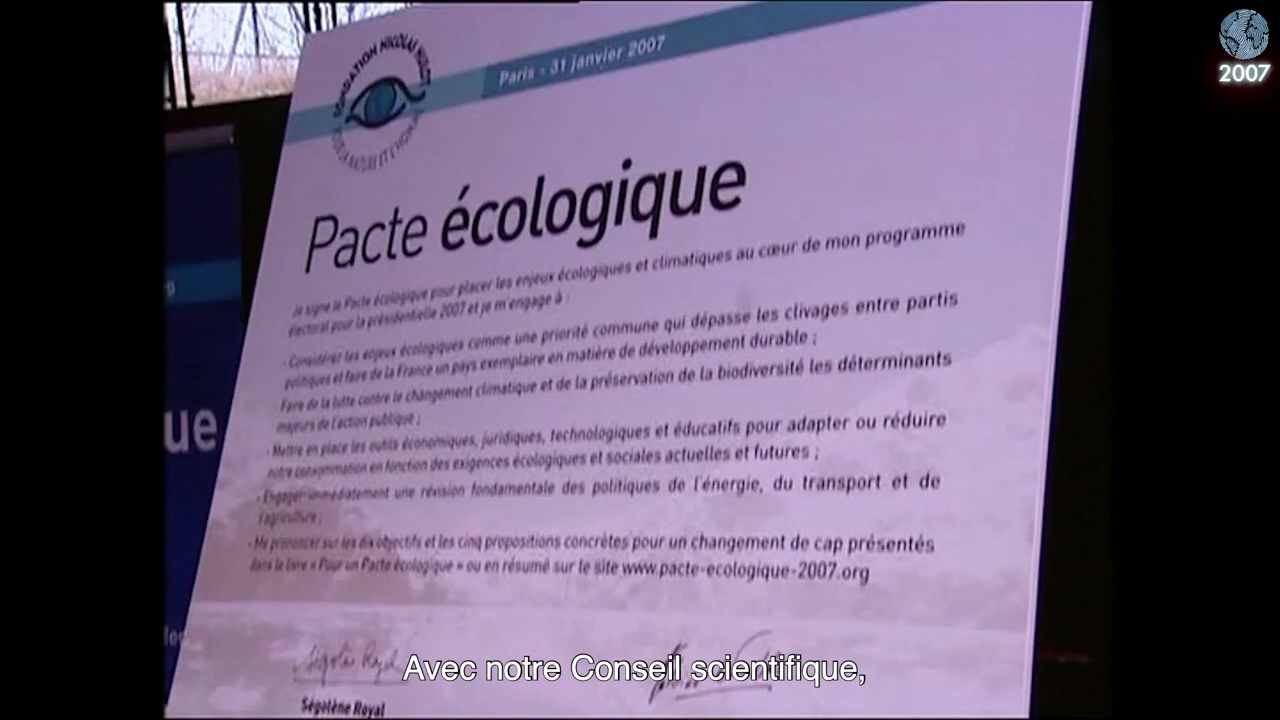 2007
FONDATION NICOLAS HULOT
Paris - 31 janvier 2007
Pacte écologique
Je signe le Pacte écologique pour placer les enjeux écologiques et climatiques au cœur de mon programme
électoral pour la présidentielle 2007 et je m'engage à :
- Considérer les enjeux écologiques comme une priorité commune qui dépasse les clivages entre partis
politiques et faire de la France un pays exemplaire en matière de développement durable ;
- Faire de la lutte contre le changement climatique et de la préservation de la biodiversité les déterminants
majeurs de l'action publique ;
- Mettre en place les outils économiques, juridiques, technologiques et éducatifs pour adapter ou réduire
notre consommation en fonction des exigences écologiques et sociales actuelles et futures ;
- Engager immédiatement une révision fondamentale des politiques de l'énergie, du transport et de
l'agriculture ;
- Me prononcer sur les dix objectifs et les cinq propositions concrètes pour un changement de cap présentés
dans le livre « Pour un Pacte écologique » ou en résumé sur le site www.pacte-ecologique-2007.org
ue
Ségolène Royal
Avec notre Conseil scientifique,
Ségolène Royal